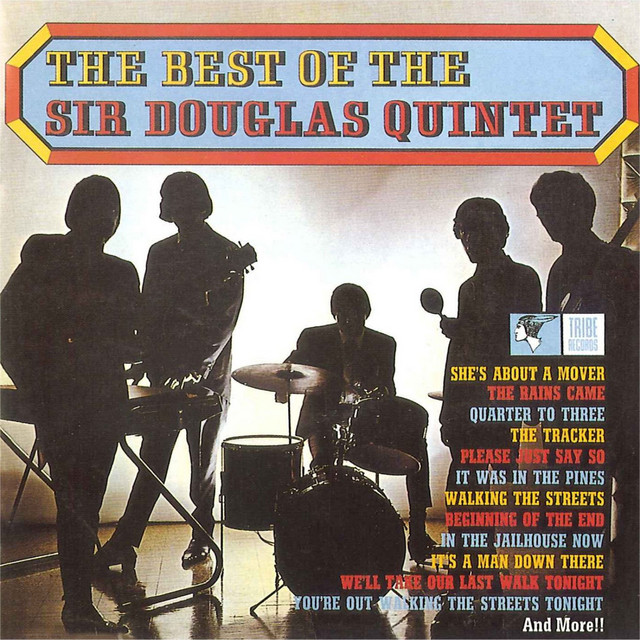 THE BEST OF THE
SIR DOUGLAS QUINTET
TRIBE
RECORDS
SHE'S ABOUT A MOVER
THE RAINS CAME
QUARTER TO THREE
THE TRACKER
PLEASE JUST SAY SO
IT WAS IN THE PINES
WALKING THE STREETS
BEGINNING OF THE END
IN THE JAILHOUSE NOW
IT'S A MAN DOWN THERE
WE'LL TAKE OUR LAST WALK TONIGHT
YOU'RE OUT WALKING THE STREETS TONIGHT
And More!!